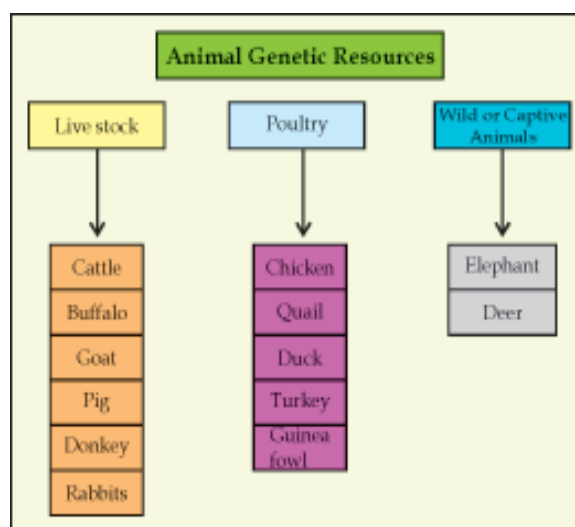 Animal Genetic Resources
Live stock
Cattle
Buffalo
Goat
Pig
Donkey
Rabbits
Poultry
Chicken
Quail
Duck
Turkey
Guinea
fowl
Wild or Captive
Animals
Elephant
Deer